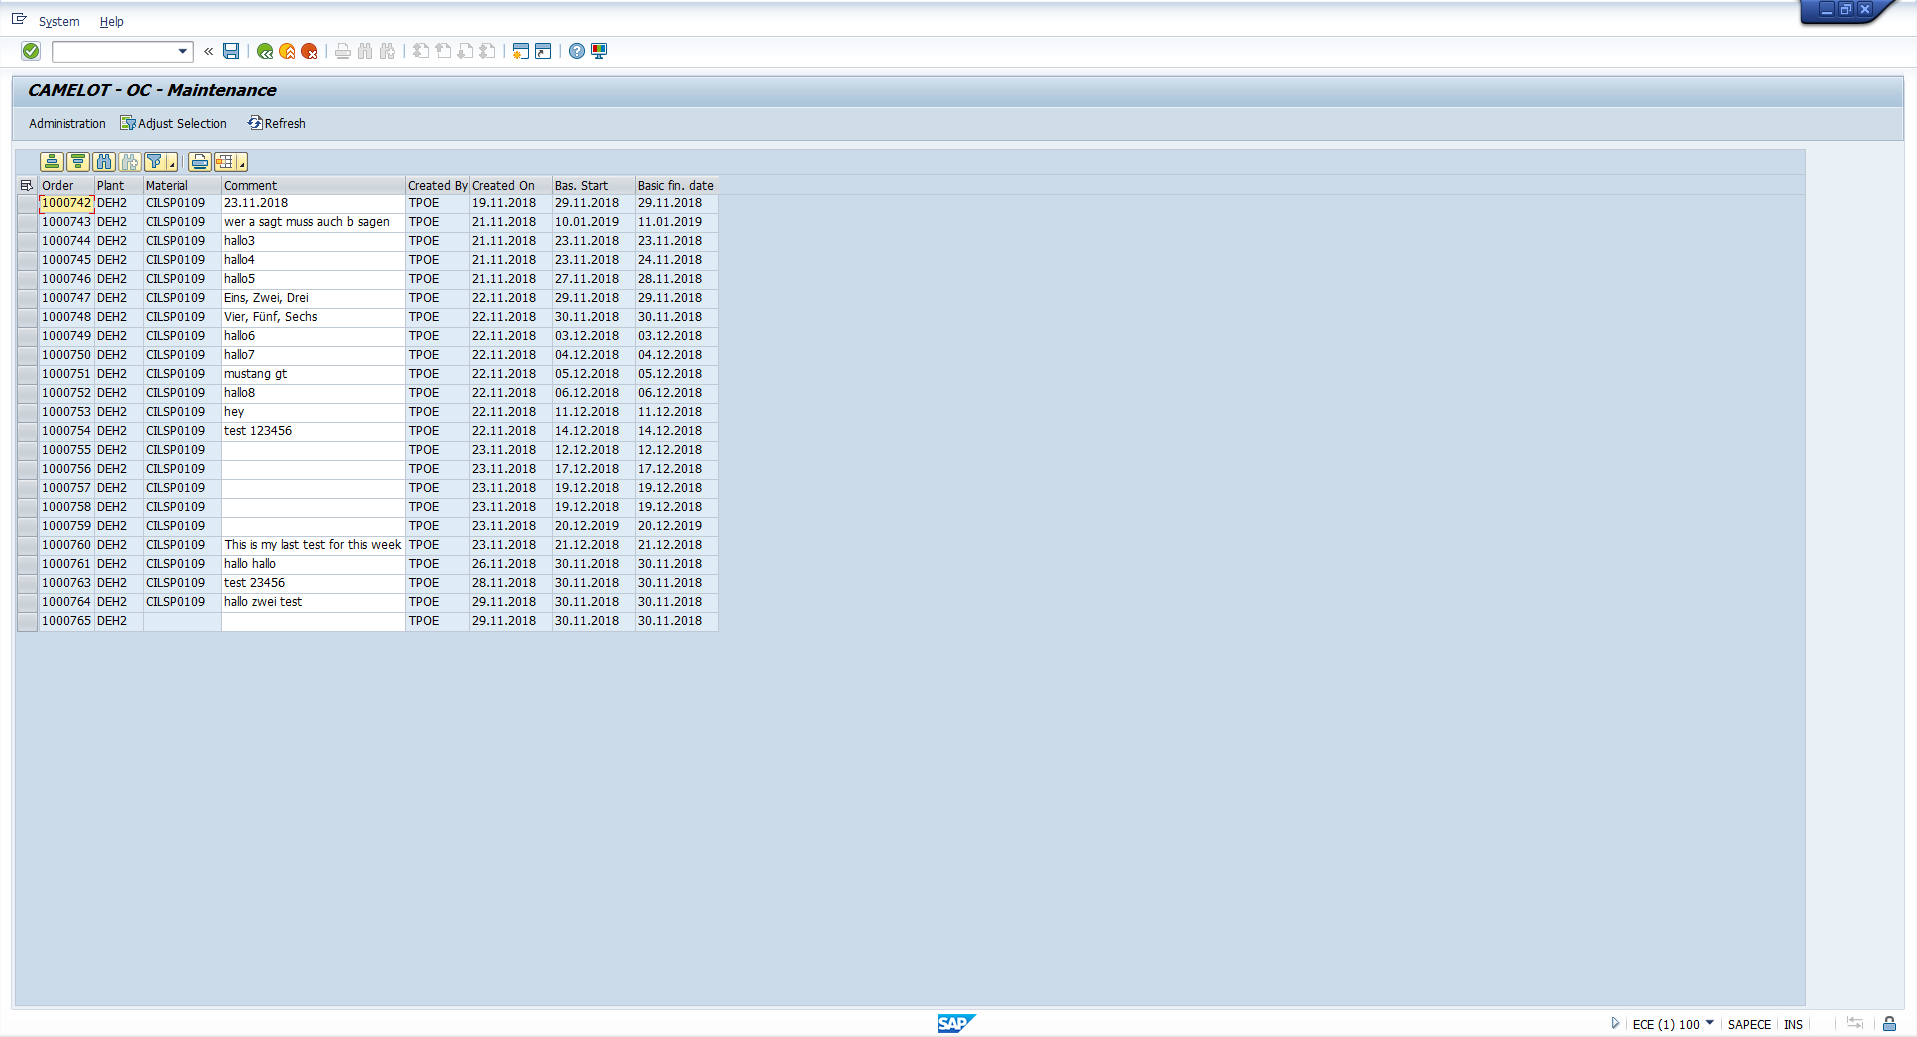 System Help
CAMELOT - OC - Maintenance
Administration Adjust Selection Refresh
Order Plant Material Comment Created By Created On Bas. Start Basic fin. date
1000742 DEH2 CILSP0109 23.11.2018 TPOE 19.11.2018 29.11.2018 29.11.2018
1000743 DEH2 CILSP0109 wer a sagt muss auch b sagen TPOE 21.11.2018 10.01.2019 11.01.2019
1000744 DEH2 CILSP0109 hallo3 TPOE 21.11.2018 23.11.2018 23.11.2018
1000745 DEH2 CILSP0109 hallo4 TPOE 21.11.2018 23.11.2018 24.11.2018
1000746 DEH2 CILSP0109 hallo5 TPOE 21.11.2018 27.11.2018 28.11.2018
1000747 DEH2 CILSP0109 Eins, Zwei, Drei TPOE 22.11.2018 29.11.2018 29.11.2018
1000748 DEH2 CILSP0109 Vier, Fünf, Sechs TPOE 22.11.2018 30.11.2018 30.11.2018
1000749 DEH2 CILSP0109 hallo6 TPOE 22.11.2018 03.12.2018 03.12.2018
1000750 DEH2 CILSP0109 hallo7 TPOE 22.11.2018 04.12.2018 04.12.2018
1000751 DEH2 CILSP0109 mustang gt TPOE 22.11.2018 05.12.2018 05.12.2018
1000752 DEH2 CILSP0109 hallo8 TPOE 22.11.2018 06.12.2018 06.12.2018
1000753 DEH2 CILSP0109 hey TPOE 22.11.2018 11.12.2018 11.12.2018
1000754 DEH2 CILSP0109 test 123456 TPOE 22.11.2018 14.12.2018 14.12.2018
1000755 DEH2 CILSP0109 TPOE 23.11.2018 12.12.2018 12.12.2018
1000756 DEH2 CILSP0109 TPOE 23.11.2018 17.12.2018 17.12.2018
1000757 DEH2 CILSP0109 TPOE 23.11.2018 19.12.2018 19.12.2018
1000758 DEH2 CILSP0109 TPOE 23.11.2018 19.12.2018 19.12.2018
1000759 DEH2 CILSP0109 TPOE 23.11.2018 20.12.2019 20.12.2019
1000760 DEH2 CILSP0109 This is my last test for this week TPOE 23.11.2018 21.12.2018 21.12.2018
1000761 DEH2 CILSP0109 hallo hallo TPOE 26.11.2018 30.11.2018 30.11.2018
1000763 DEH2 CILSP0109 test 23456 TPOE 28.11.2018 30.11.2018 30.11.2018
1000764 DEH2 CILSP0109 hallo zwei test TPOE 29.11.2018 30.11.2018 30.11.2018
1000765 DEH2 TPOE 29.11.2018 30.11.2018 30.11.2018
SAP ECE (1) 100 SAPECE INS